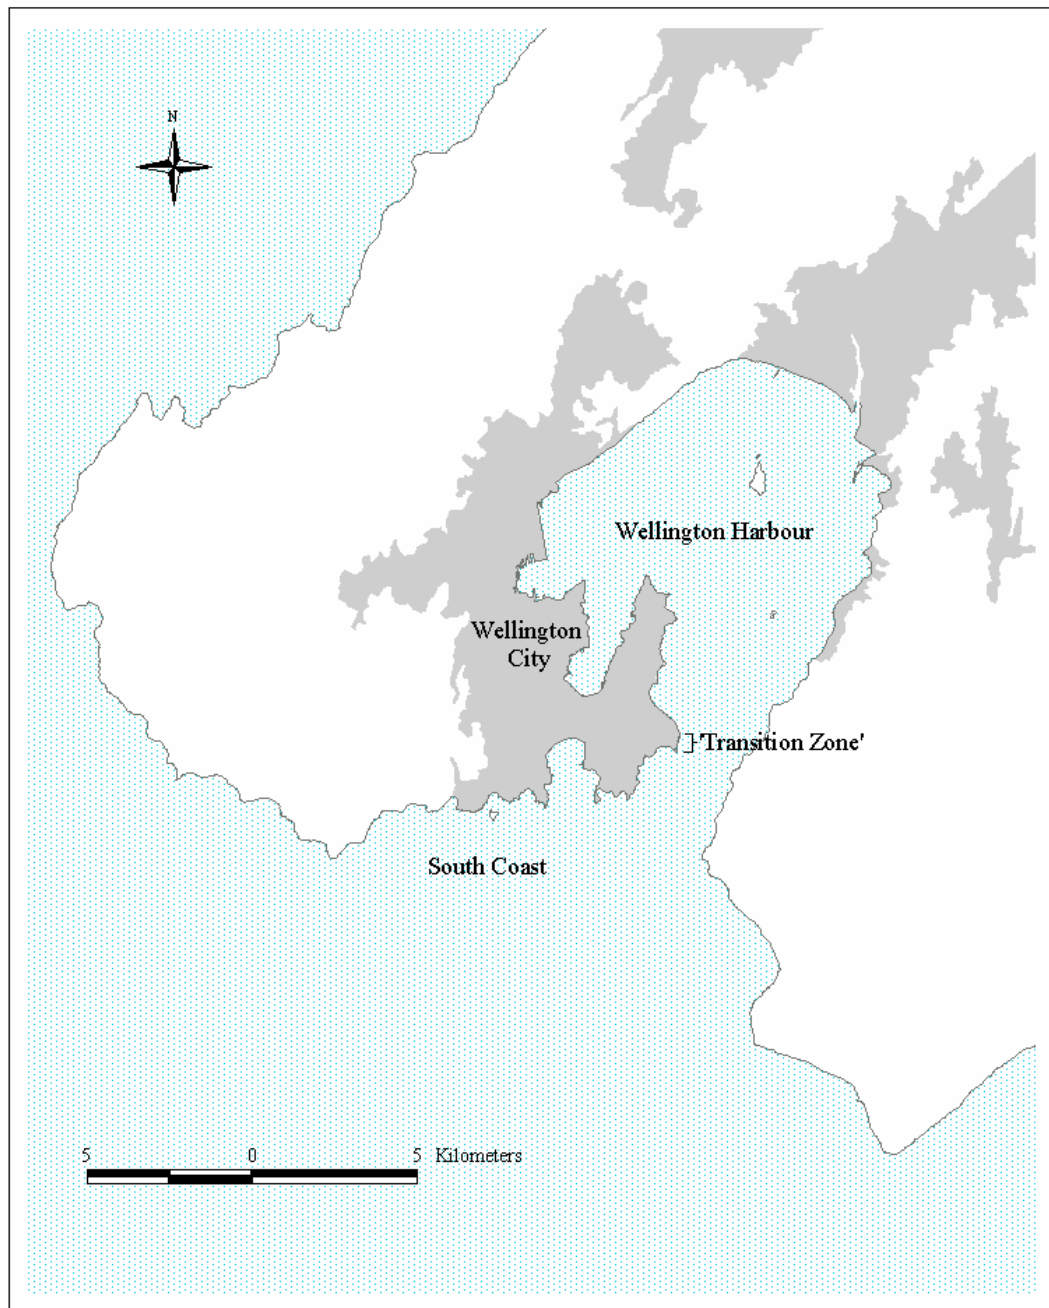 N
Wellington Harbour
Wellington
City
'Transition Zone'
South Coast
5 0 5 Kilometers